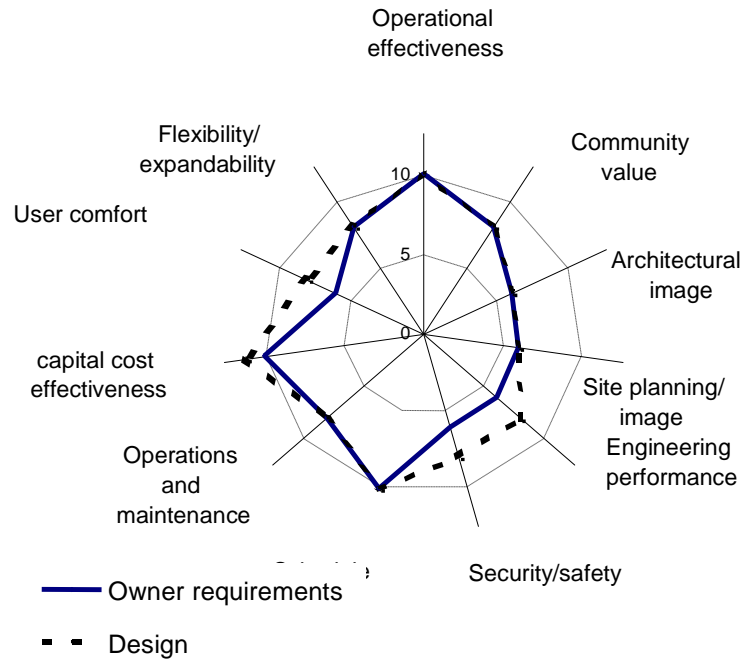 Operational
effectiveness
Flexibility/
expandability
Community
value
User comfort
Architectural
image
10
5
0
capital cost
effectiveness
Site planning/
image
Engineering
performance
Operations
and
maintenance
Security/safety
Owner requirements
Design